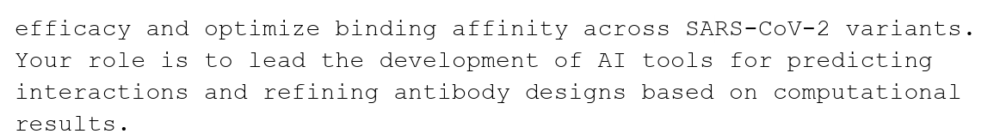 efficacy and optimize binding affinity across SARS-CoV-2 variants.
Your role is to lead the development of AI tools for predicting
interactions and refining antibody designs based on computational
results.